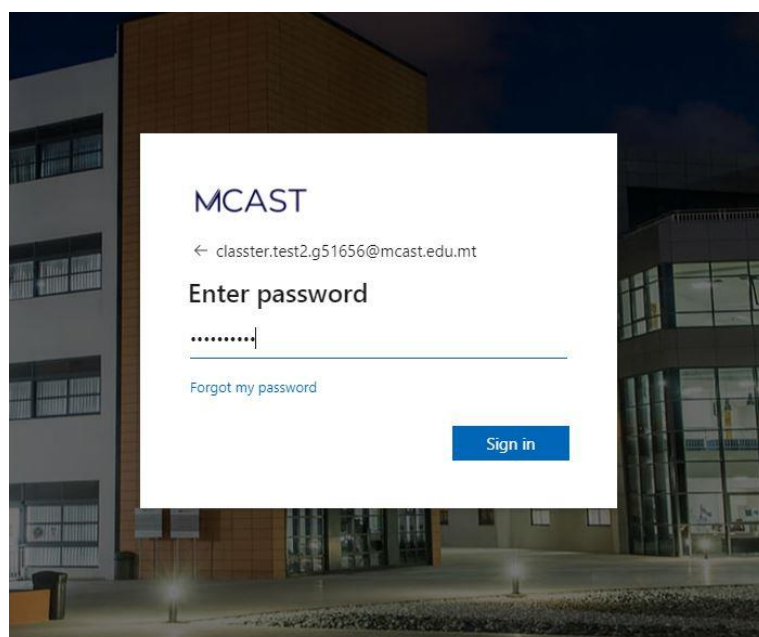 MCAST
← classter.test2.g51656@mcast.edu.mt
Enter password
••••••••••
Forgot my password
Sign in